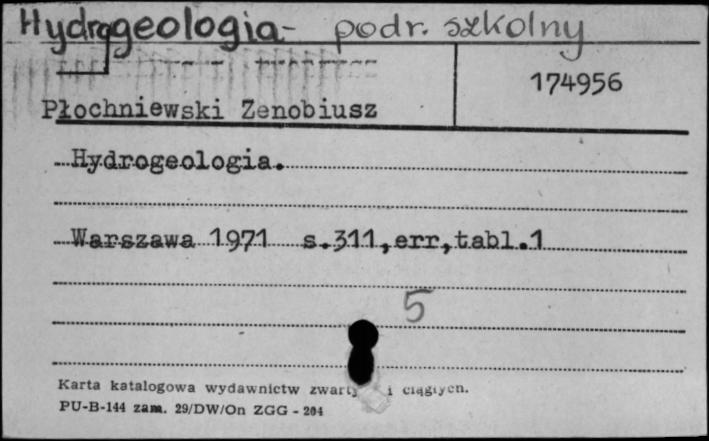 Hydrogeologia - podr. szkolny
174956
Płochniewski Zenobiusz
Hydrogeologia.
Warszawa 1971 s.311,err,tabl.1
5
Karta katalogowa wydawnictw i ciągłych.
PU-B-144 zam. 29/DW/On ZGG - 204